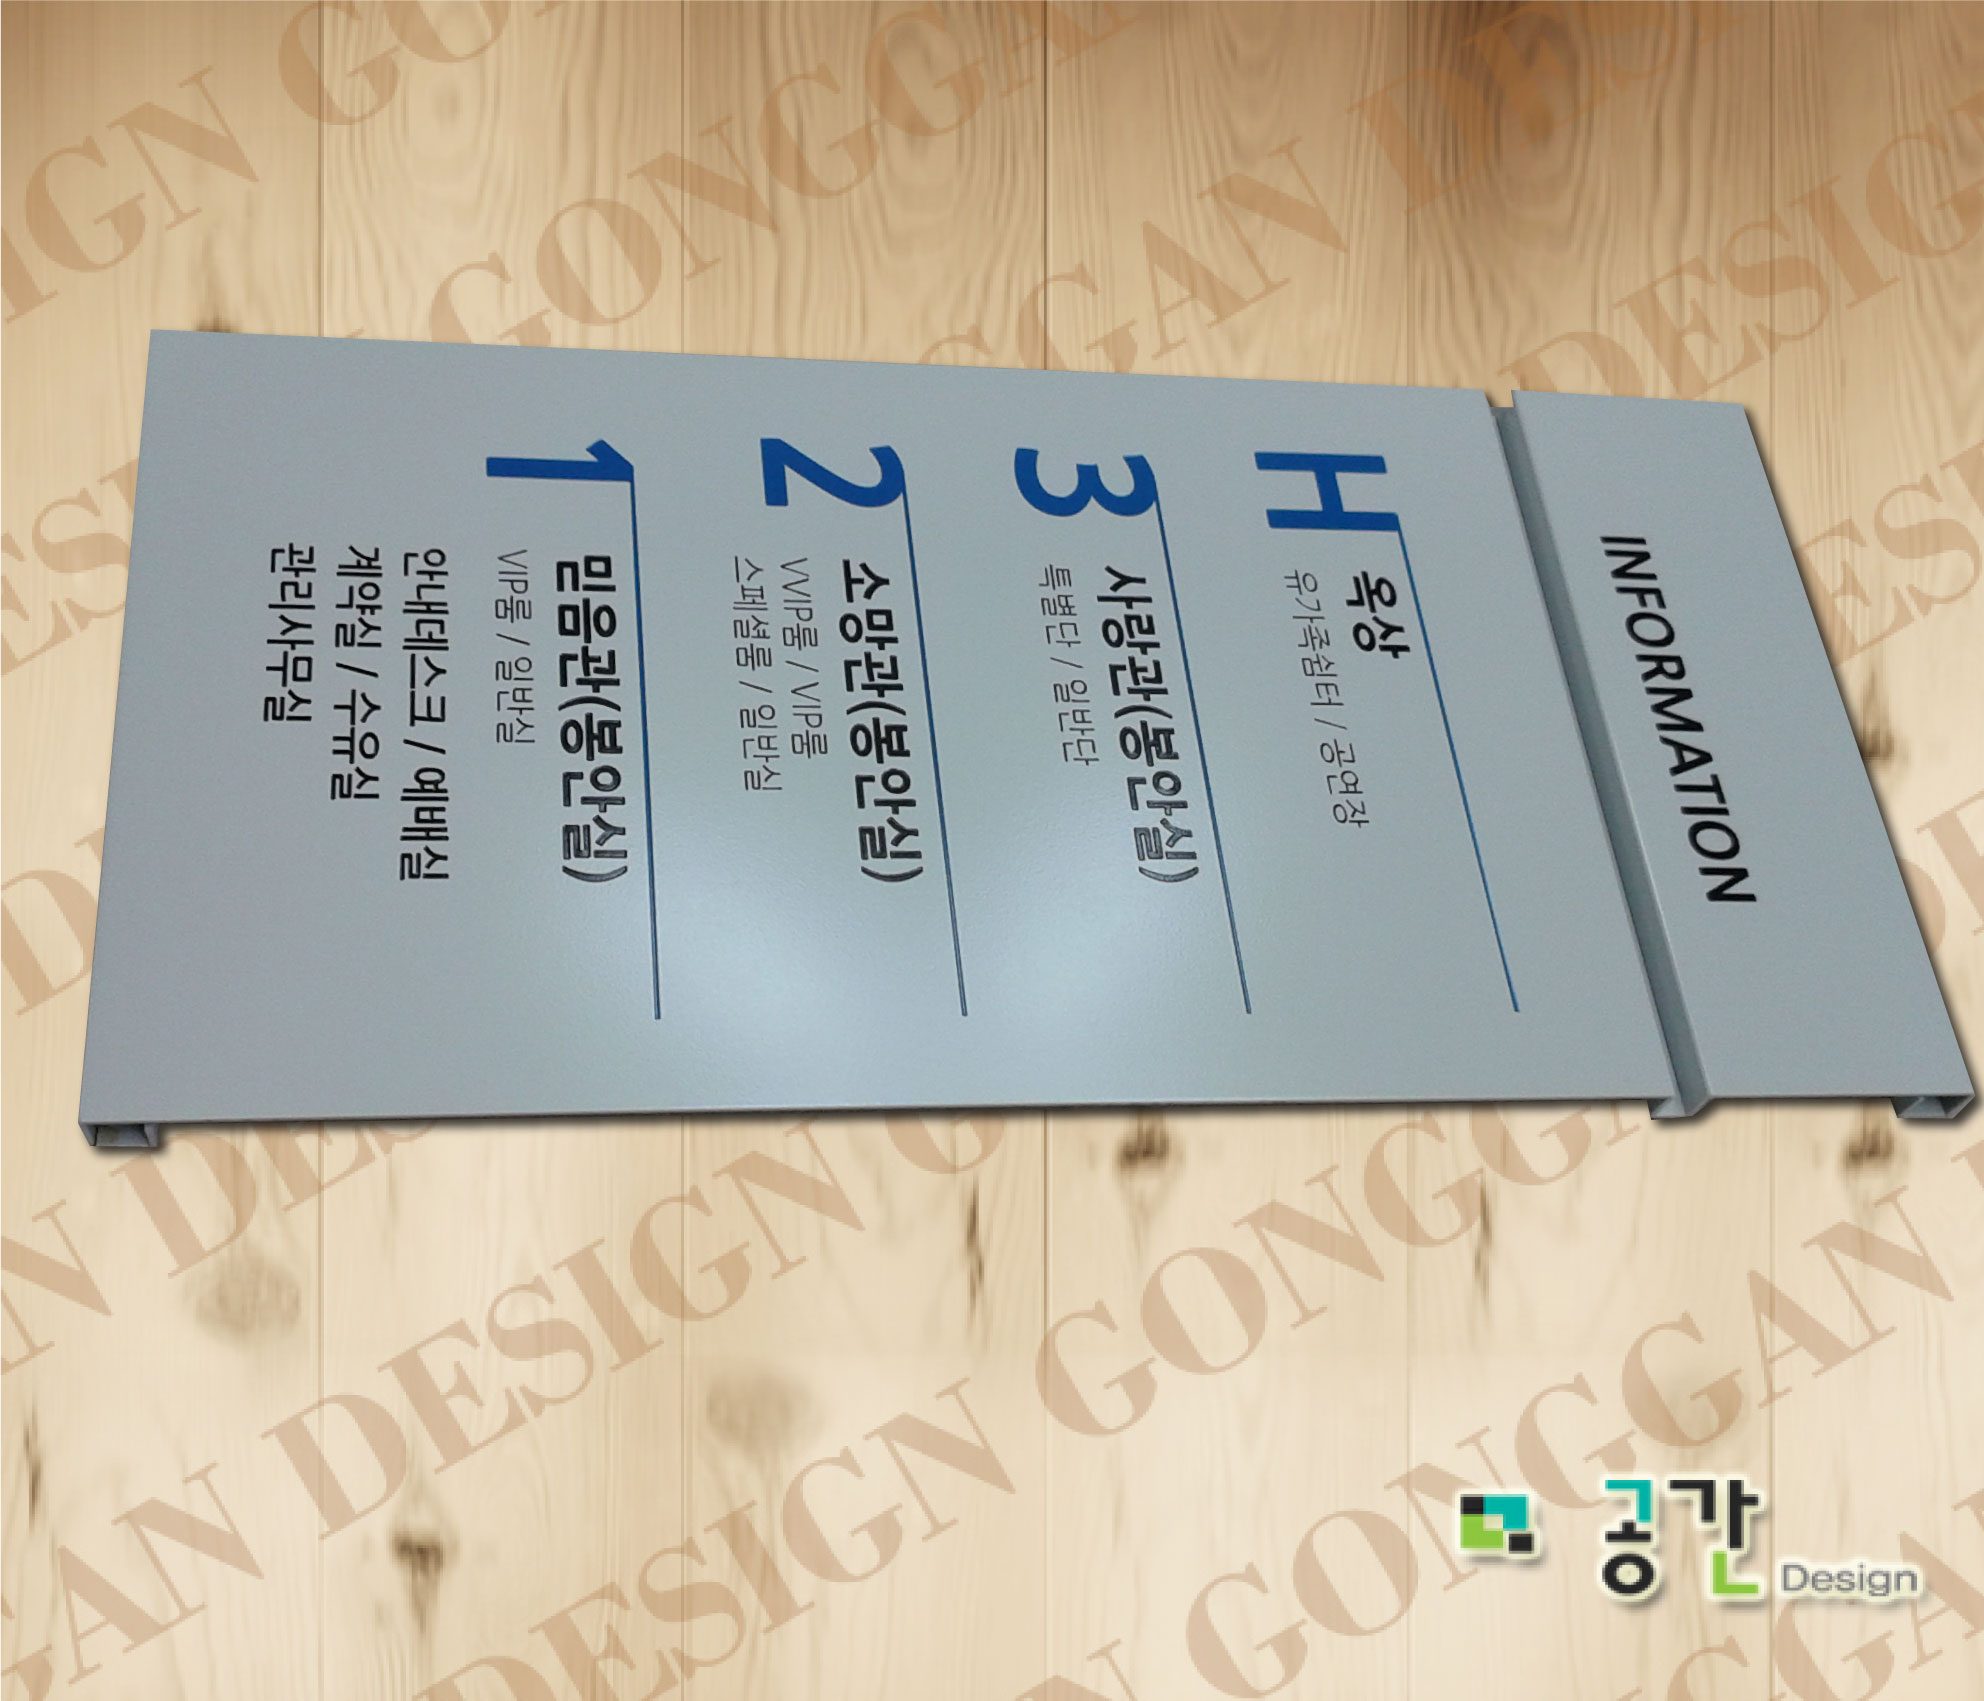 INFORMATION
H
옥상
유가족쉼터 / 공연장
3
사랑관(봉안실)
특별단 / 일반단
2
소망관(봉안실)
VVIP룸 / VIP룸
스페셜룸 / 일반실
1
믿음관(봉안실)
VIP룸 / 일반실
안내데스크 / 예배실
계약실 / 수유실
관리사무실
공간 Design
GONGGAN DESIGN GONGGAN DESIGN